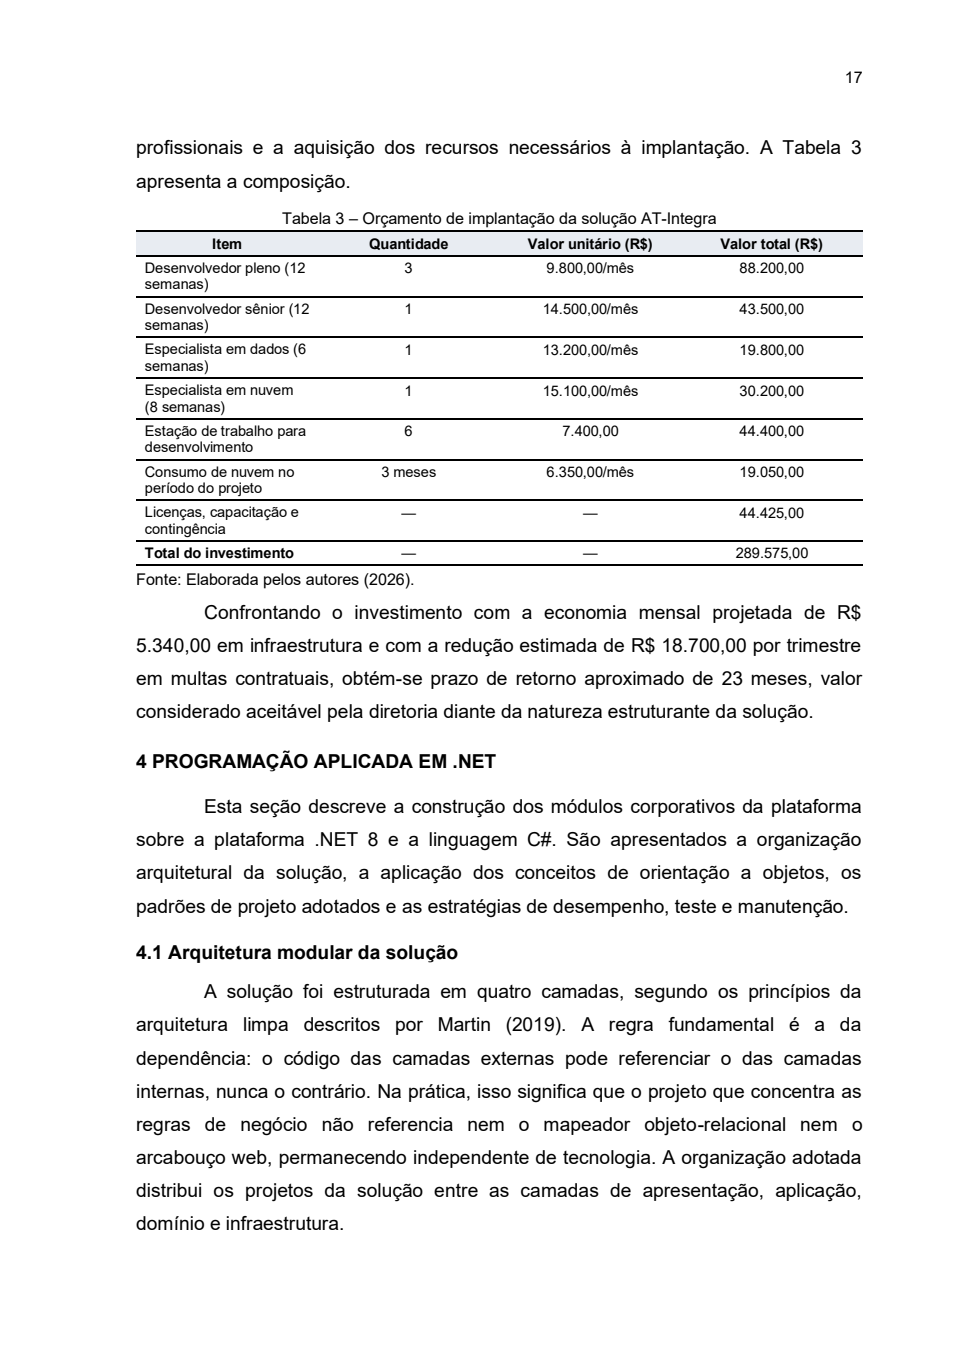 17
profissionais e a aquisição dos recursos necessários à implantação. A Tabela 3
apresenta a composição.
Tabela 3 – Orçamento de implantação da solução AT-Integra
Item Quantidade Valor unitário (R$) Valor total (R$)
Desenvolvedor pleno (12 3 9.800,00/mês 88.200,00
semanas)
Desenvolvedor sênior (12 1 14.500,00/mês 43.500,00
semanas)
Especialista em dados (6 1 13.200,00/mês 19.800,00
semanas)
Especialista em nuvem 1 15.100,00/mês 30.200,00
(8 semanas)
Estação de trabalho para 6 7.400,00 44.400,00
desenvolvimento
Consumo de nuvem no 3 meses 6.350,00/mês 19.050,00
período do projeto
Licenças, capacitação e — — 44.425,00
contingência
Total do investimento — — 289.575,00
Fonte: Elaborada pelos autores (2026).
Confrontando o investimento com a economia mensal projetada de R$
5.340,00 em infraestrutura e com a redução estimada de R$ 18.700,00 por trimestre
em multas contratuais, obtém-se prazo de retorno aproximado de 23 meses, valor
considerado aceitável pela diretoria diante da natureza estruturante da solução.
4 PROGRAMAÇÃO APLICADA EM .NET
Esta seção descreve a construção dos módulos corporativos da plataforma
sobre a plataforma .NET 8 e a linguagem C#. São apresentados a organização
arquitetural da solução, a aplicação dos conceitos de orientação a objetos, os
padrões de projeto adotados e as estratégias de desempenho, teste e manutenção.
4.1 Arquitetura modular da solução
A solução foi estruturada em quatro camadas, segundo os princípios da
arquitetura limpa descritos por Martin (2019). A regra fundamental é a da
dependência: o código das camadas externas pode referenciar o das camadas
internas, nunca o contrário. Na prática, isso significa que o projeto que concentra as
regras de negócio não referencia nem o mapeador objeto-relacional nem o
arcabouço web, permanecendo independente de tecnologia. A organização adotada
distribui os projetos da solução entre as camadas de apresentação, aplicação,
domínio e infraestrutura.